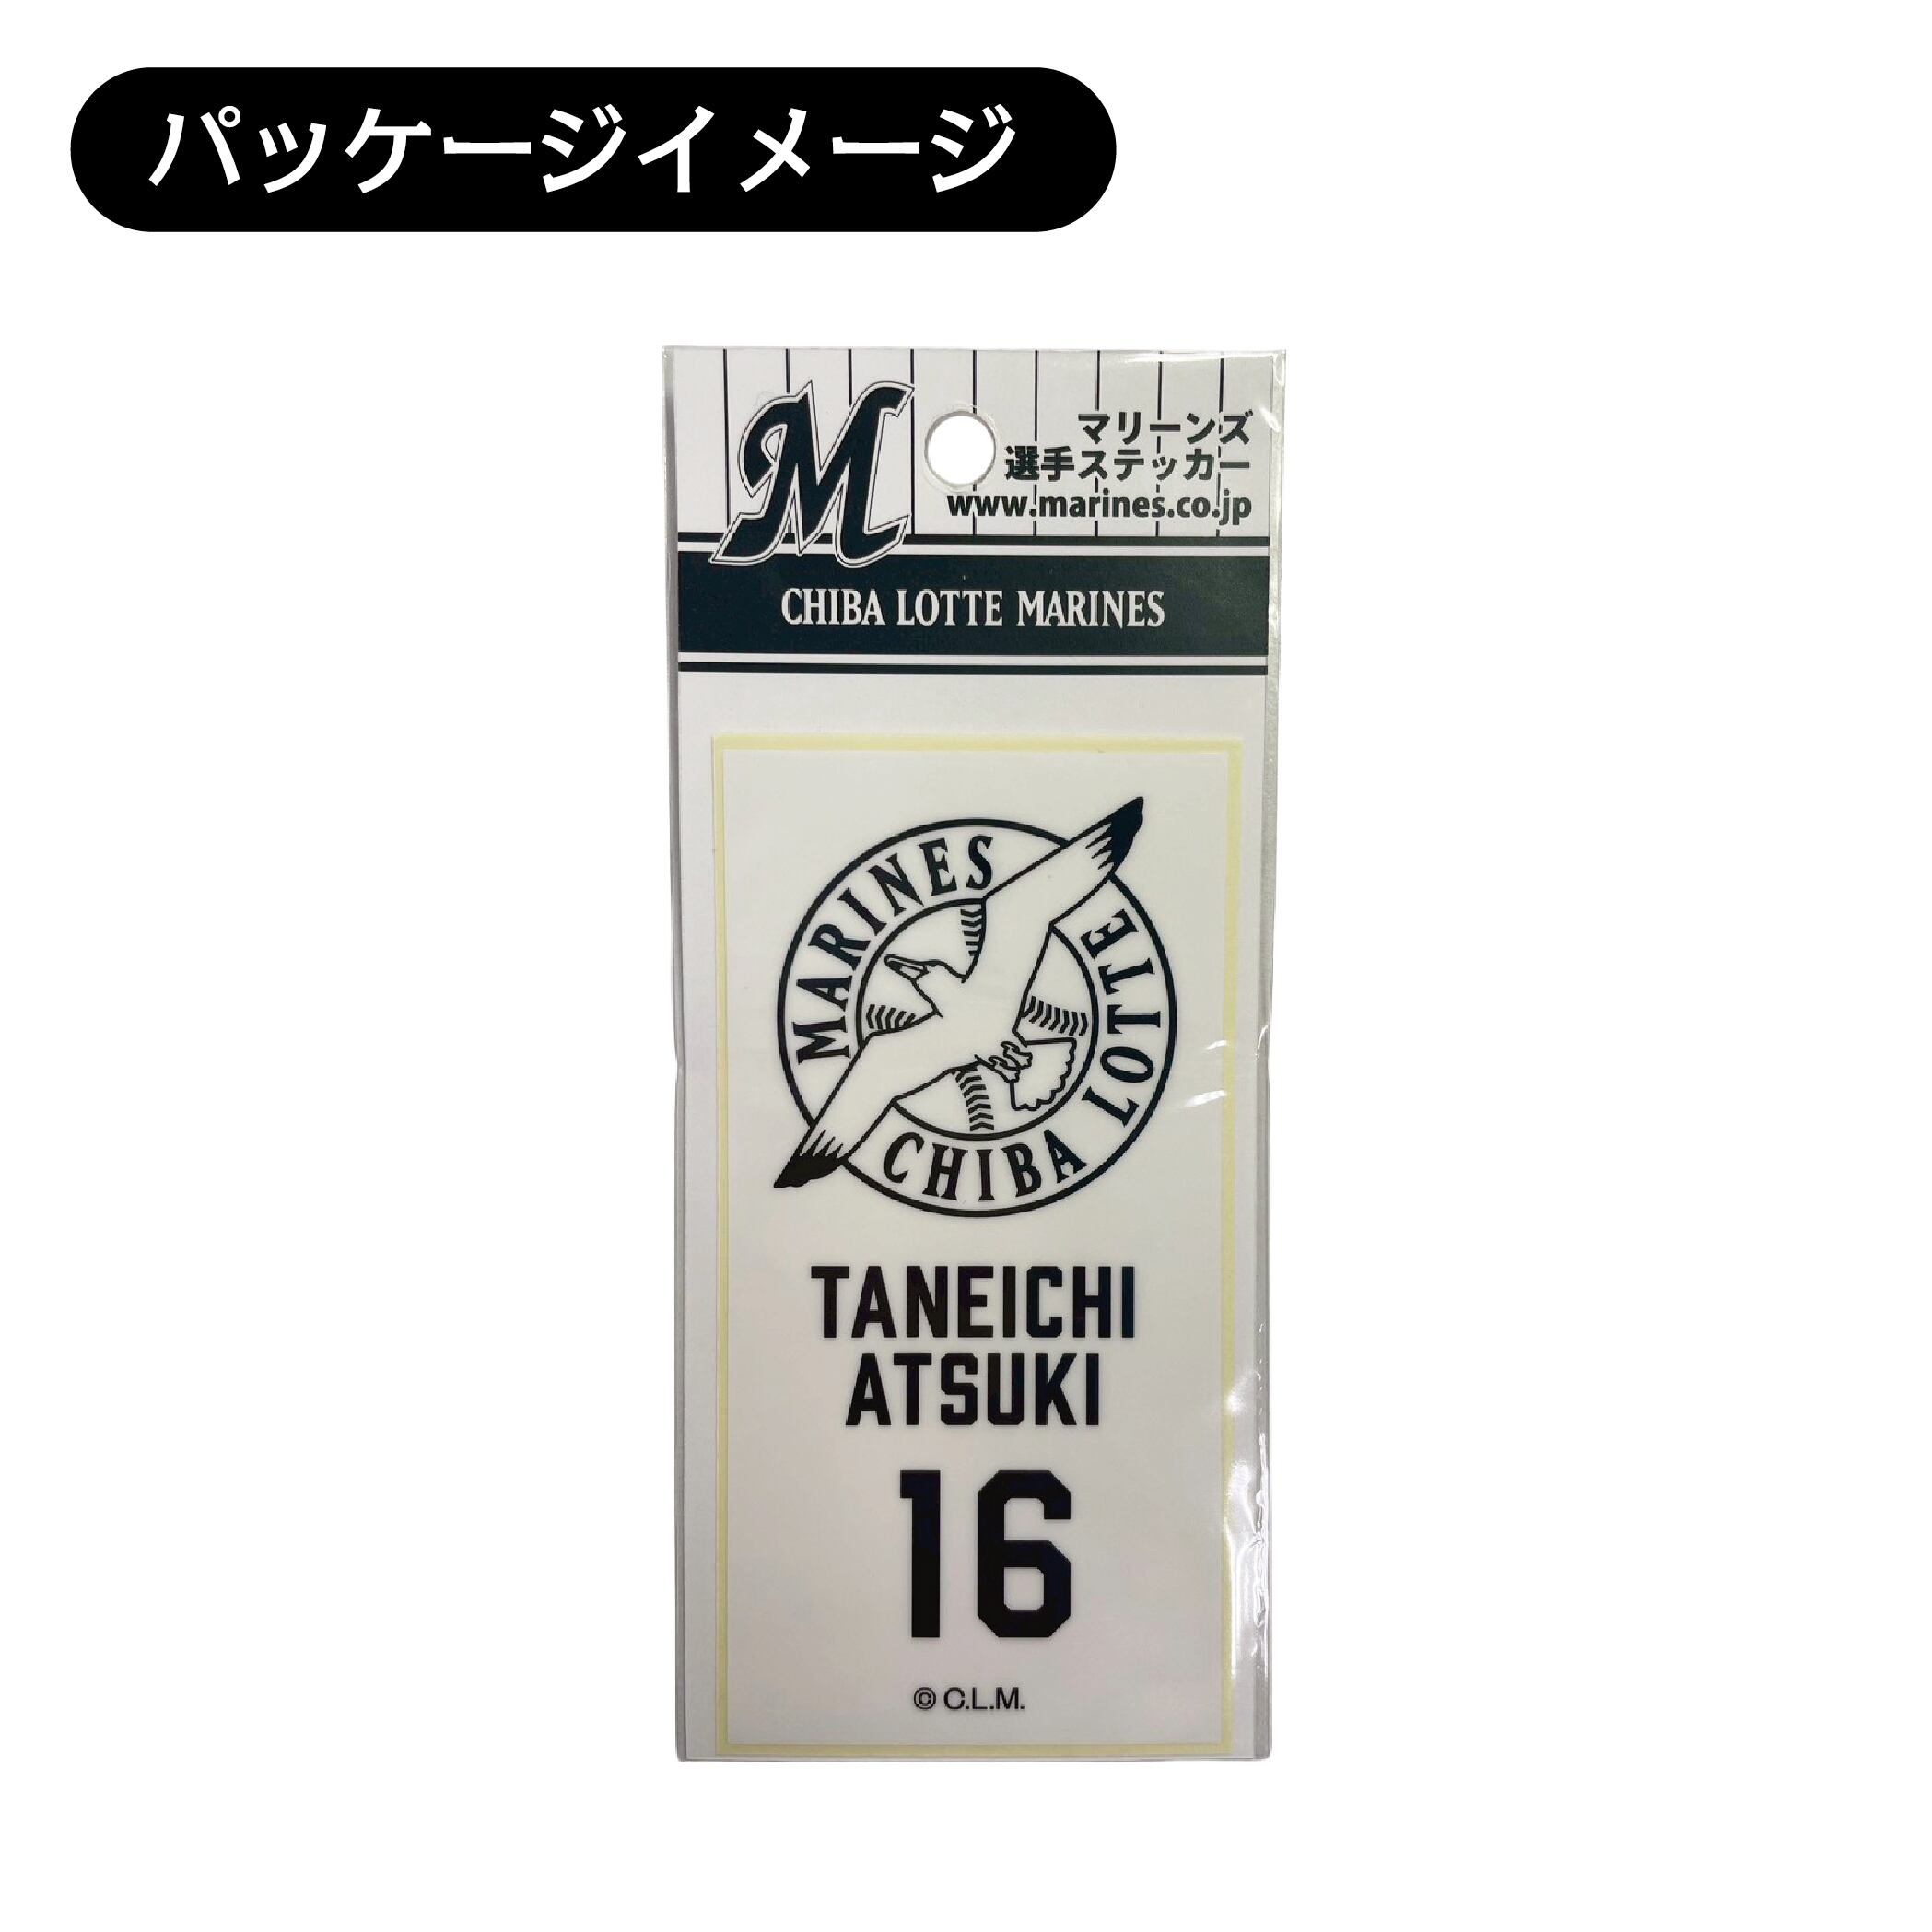 パッケージイメージ
M
マリーンズ
選手ステッカー
www.marines.co.jp
CHIBA LOTTE MARINES
MARINES
CHIBA LOTTE
TANEICHI
ATSUKI
16
© C.L.M.